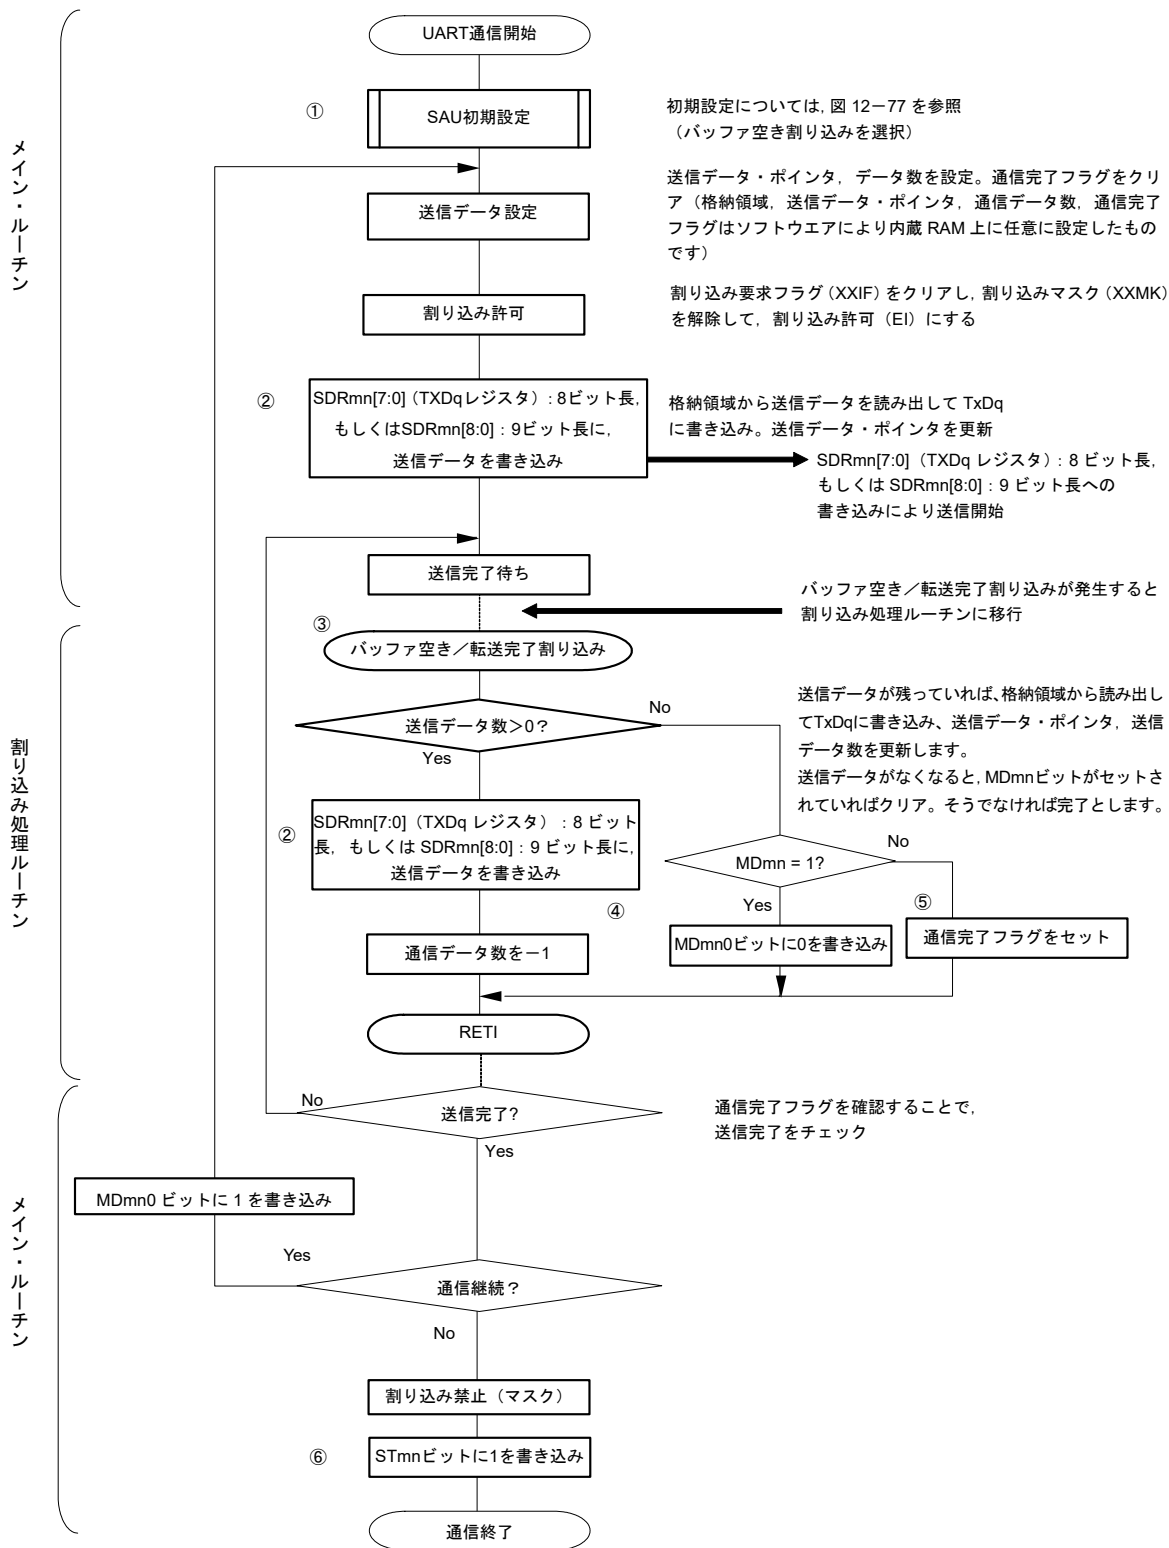 UART通信開始
①
SAU初期設定
初期設定については,図 12-77 を参照
(バッファ空き割り込みを選択)
メイン・ルーチン
送信データ設定
送信データ・ポインタ,データ数を設定。通信完了フラグをクリ
ア(格納領域,送信データ・ポインタ,通信データ数,通信完了
フラグはソフトウエアにより内蔵 RAM 上に任意に設定したもの
です)
割り込み許可
割り込み要求フラグ(XXIF)をクリアし,割り込みマスク(XXMK)
を解除して,割り込み許可(EI)にする
②
SDRmn[7:0](TXDqレジスタ):8ビット長,
もしくはSDRmn[8:0]:9ビット長に,
送信データを書き込み
格納領域から送信データを読み出して TxDq
に書き込み。送信データ・ポインタを更新
SDRmn[7:0](TXDq レジスタ):8 ビット長,
もしくは SDRmn[8:0]:9 ビット長への
書き込みにより送信開始
送信完了待ち
バッファ空き/転送完了割り込みが発生すると
割り込み処理ルーチンに移行
③
バッファ空き/転送完了割り込み
割り込み処理ルーチン
送信データ数>0?
No
Yes
送信データが残っていれば、格納領域から読み出し
てTxDqに書き込み、送信データ・ポインタ,送信
データ数を更新します。
送信データがなくなると,MDmnビットがセットさ
れていればクリア。そうでなければ完了とします。
②
SDRmn[7:0](TXDq レジスタ):8 ビット
長,もしくは SDRmn[8:0]:9 ビット長に,
送信データを書き込み
MDmn = 1?
No
Yes
④
MDmn0ビットに0を書き込み
⑤
通信完了フラグをセット
通信データ数を-1
RETI
送信完了?
No
Yes
通信完了フラグを確認することで,
送信完了をチェック
メイン・ルーチン
MDmn0 ビットに 1 を書き込み
Yes
通信継続?
No
割り込み禁止(マスク)
⑥
STmnビットに1を書き込み
通信終了